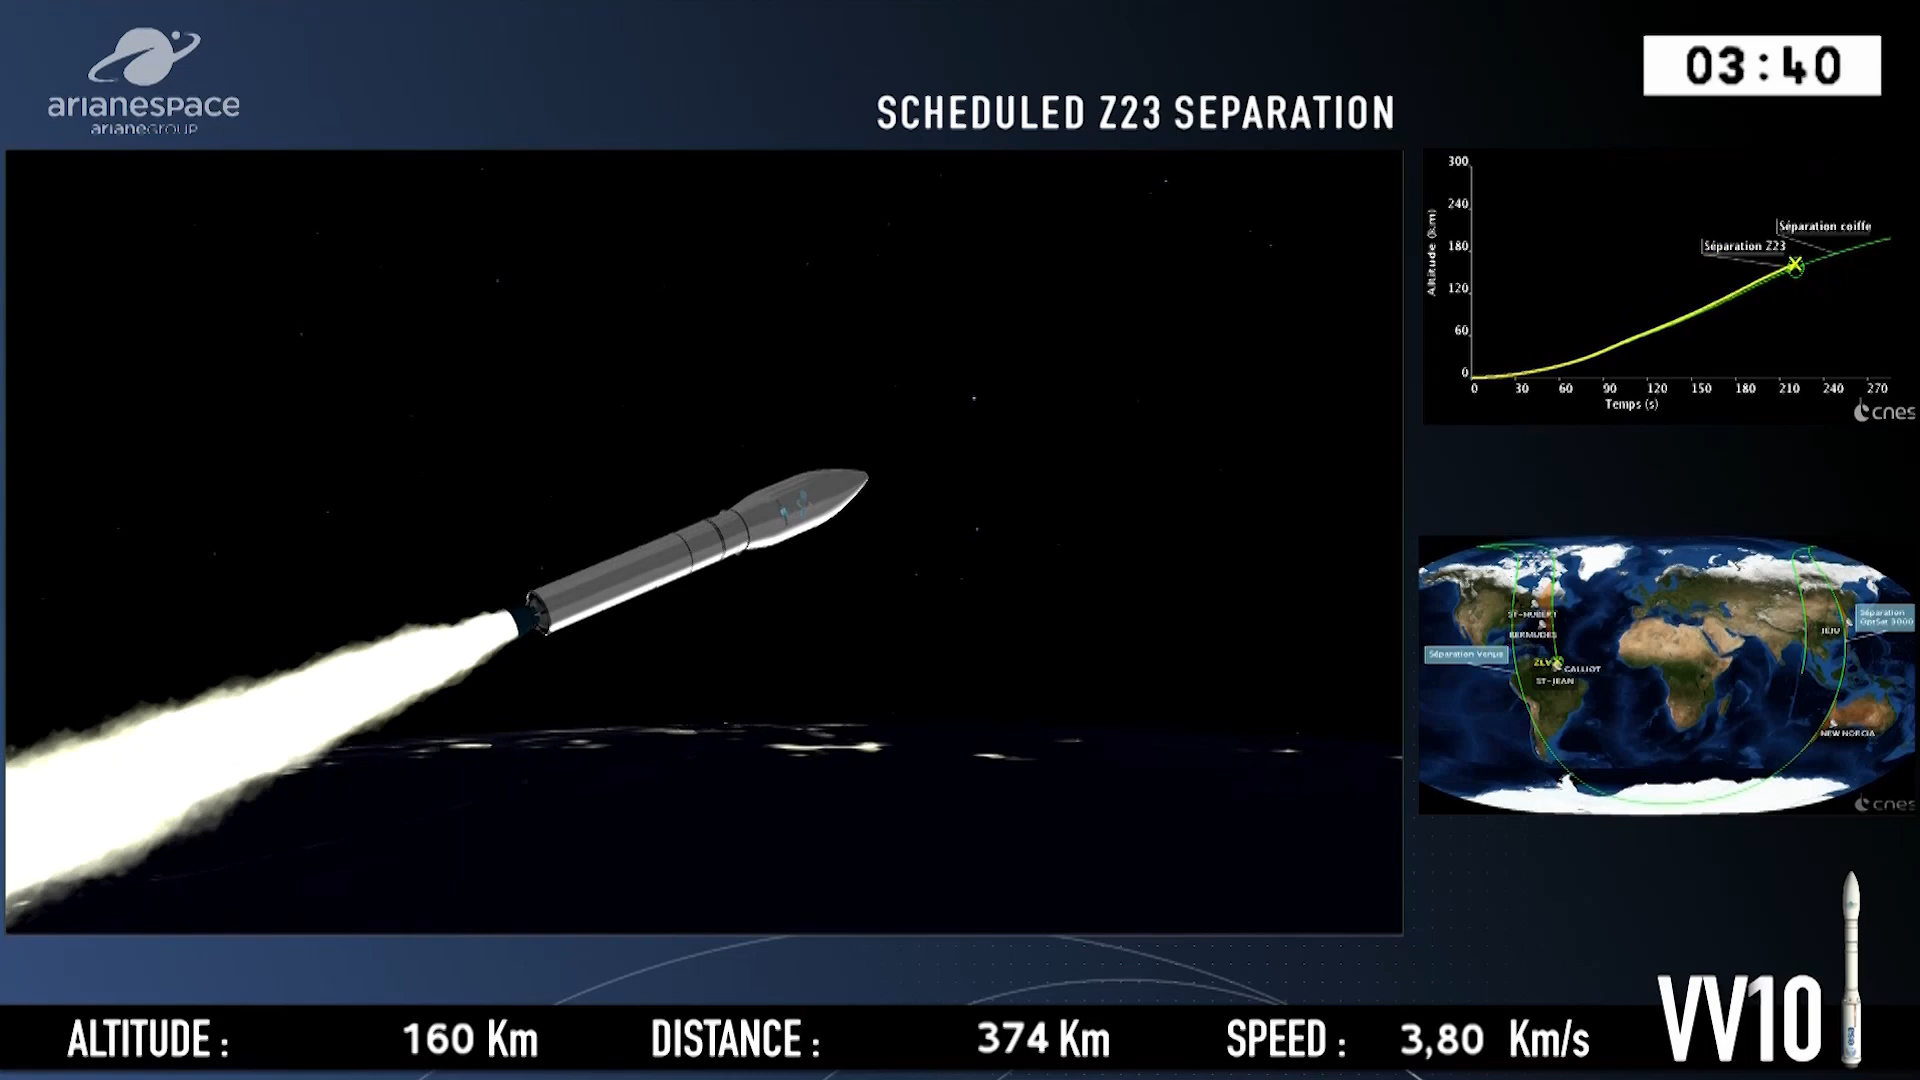 arianespace
arianeGROUP
SCHEDULED Z23 SEPARATION
03:40
300
240
180
120
60
0
Altitude (km)
Séparation coiffe
Séparation Z23
0 30 60 90 120 150 180 210 240 270
Temps (s)
cnes
ST-HUBERT
BERMUDES
Séparation Venµs
ZLV
GALLIOT
ST-JEAN
JEJU
Séparation
OptSat 3000
NEW NORCIA
cnes
VV10
esa
ALTITUDE : 160 Km DISTANCE : 374 Km SPEED : 3,80 Km/s